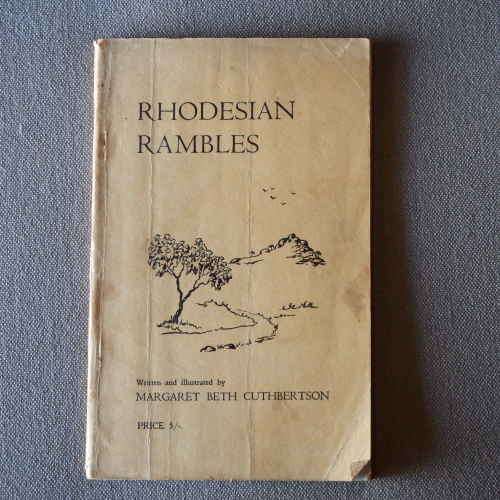 RHODESIAN
RAMBLES
Written and illustrated by
MARGARET BETH CUTHBERTSON
PRICE 5/-